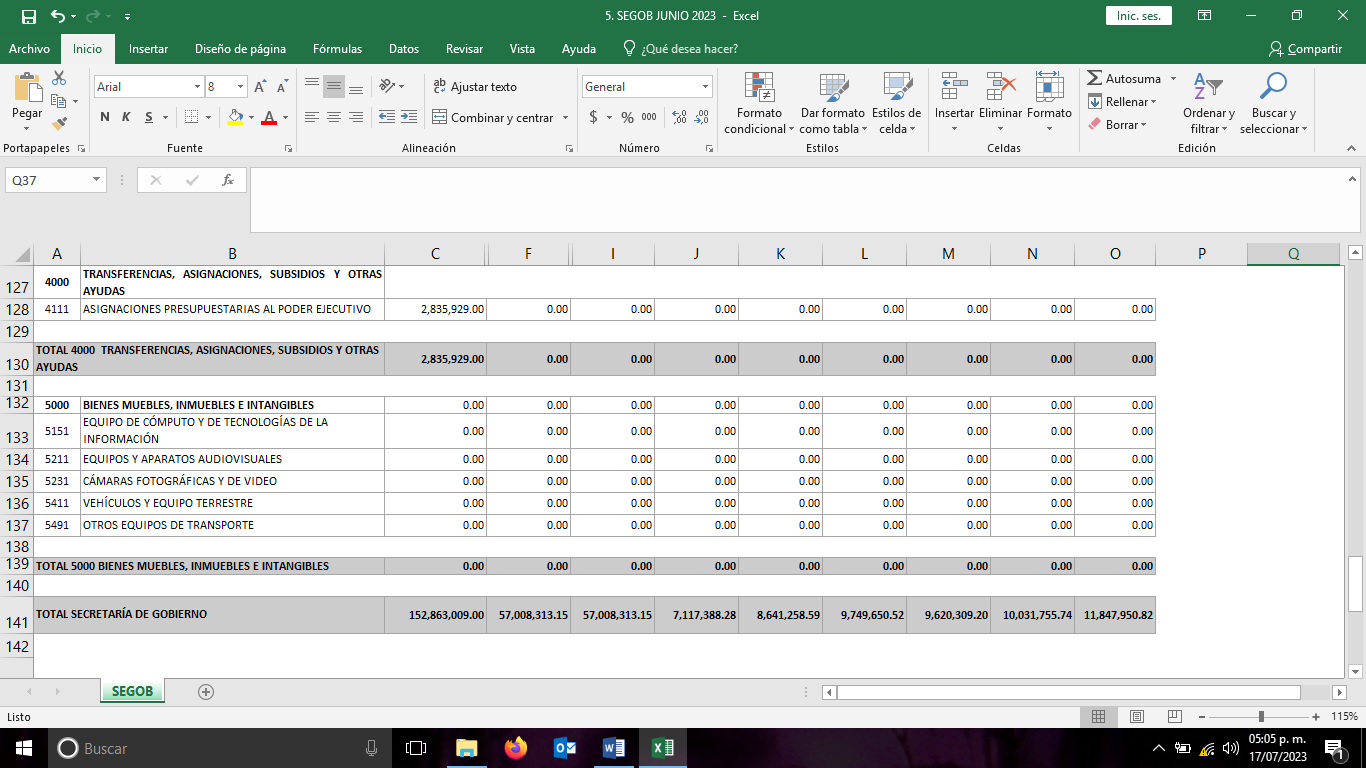 5. SEGOB JUNIO 2023 - Excel
Inic. ses.
Archivo Inicio Insertar Diseño de página Fórmulas Datos Revisar Vista Ayuda ¿Qué desea hacer? Compartir
Pegar
Arial 8
N K S
Ajustar texto
Combinar y centrar
General
$ % 000
Formato condicional
Dar formato como tabla
Estilos de celda
Insertar Eliminar Formato
Autosuma
Rellenar
Borrar
Ordenar y filtrar
Buscar y seleccionar
Portapapeles Fuente Alineación Número Estilos Celdas Edición
Q37 fx
A B C F I J K L M N O P Q
127 4000 TRANSFERENCIAS, ASIGNACIONES, SUBSIDIOS Y OTRAS
AYUDAS
128 4111 ASIGNACIONES PRESUPUESTARIAS AL PODER EJECUTIVO 2,835,929.00 0.00 0.00 0.00 0.00 0.00 0.00 0.00 0.00
129
130 TOTAL 4000 TRANSFERENCIAS, ASIGNACIONES, SUBSIDIOS Y OTRAS
AYUDAS 2,835,929.00 0.00 0.00 0.00 0.00 0.00 0.00 0.00 0.00
131
132 5000 BIENES MUEBLES, INMUEBLES E INTANGIBLES 0.00 0.00 0.00 0.00 0.00 0.00 0.00 0.00 0.00
133 5151 EQUIPO DE CÓMPUTO Y DE TECNOLOGÍAS DE LA
INFORMACIÓN 0.00 0.00 0.00 0.00 0.00 0.00 0.00 0.00 0.00
134 5211 EQUIPOS Y APARATOS AUDIOVISUALES 0.00 0.00 0.00 0.00 0.00 0.00 0.00 0.00 0.00
135 5231 CÁMARAS FOTOGRÁFICAS Y DE VIDEO 0.00 0.00 0.00 0.00 0.00 0.00 0.00 0.00 0.00
136 5411 VEHÍCULOS Y EQUIPO TERRESTRE 0.00 0.00 0.00 0.00 0.00 0.00 0.00 0.00 0.00
137 5491 OTROS EQUIPOS DE TRANSPORTE 0.00 0.00 0.00 0.00 0.00 0.00 0.00 0.00 0.00
138
139 TOTAL 5000 BIENES MUEBLES, INMUEBLES E INTANGIBLES 0.00 0.00 0.00 0.00 0.00 0.00 0.00 0.00 0.00
140
141 TOTAL SECRETARÍA DE GOBIERNO 152,863,009.00 57,008,313.15 57,008,313.15 7,117,388.28 8,641,258.59 9,749,650.52 9,620,309.20 10,031,755.74 11,847,950.82
142
SEGOB
Listo 115%
Buscar
05:05 p. m.
17/07/2023
1